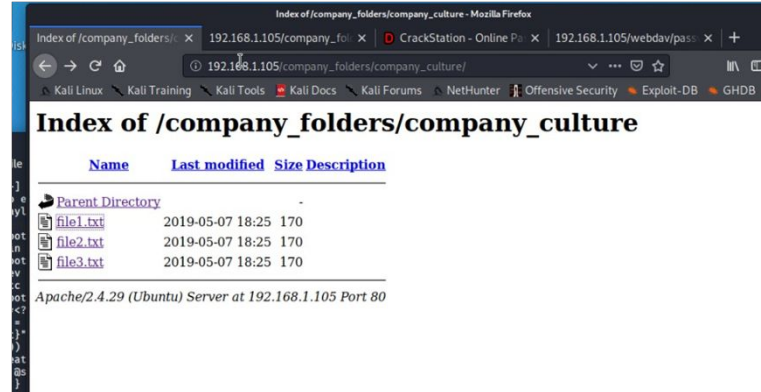 Index of /company_folders/company_culture - Mozilla Firefox
Index of /company_folders/c
192.168.1.105/company_fol
CrackStation - Online Pa
192.168.1.105/webdav/pass
192.168.1.105/company_folders/company_culture/
Kali Linux Kali Training Kali Tools Kali Docs Kali Forums NetHunter Offensive Security Exploit-DB GHDB
Index of /company_folders/company_culture
Name Last modified Size Description
Parent Directory -
file1.txt 2019-05-07 18:25 170
file2.txt 2019-05-07 18:25 170
file3.txt 2019-05-07 18:25 170
Apache/2.4.29 (Ubuntu) Server at 192.168.1.105 Port 80